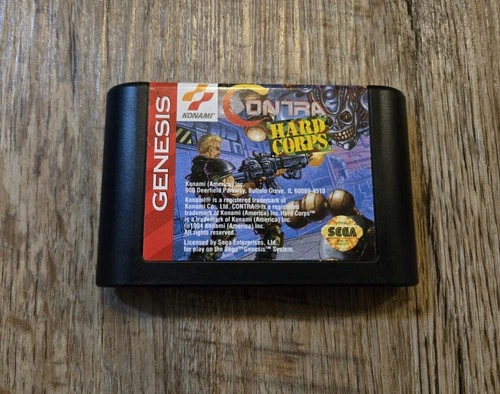 GENESIS
KONAMI
CONTRA
HARD
CORPS™
Konami (America) Inc.
900 Deerfield Parkway, Buffalo Grove, IL 60089-4510
Konami® is a registered trademark of
Konami Co., Ltd. CONTRA® is a registered
trademark of Konami (America) Inc. Hard Corps™
is a trademark of Konami (America) Inc.
©1994 Konami (America) Inc.
All rights reserved.
Licensed by Sega Enterprises, Ltd.
for play on the Sega™ Genesis™ System.
SEGA